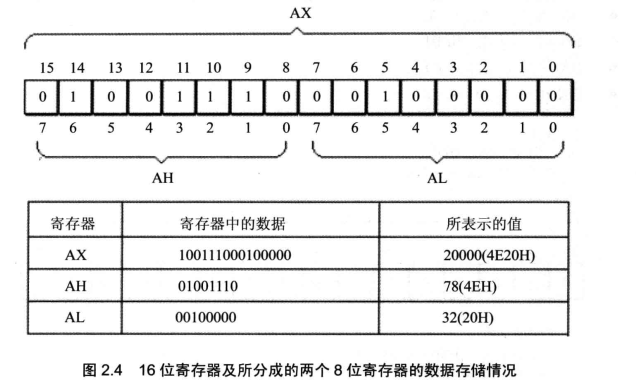 AX
15 14 13 12 11 10 9 8 7 6 5 4 3 2 1 0
0 1 0 0 1 1 1 0 0 0 1 0 0 0 0 0
7 6 5 4 3 2 1 0 7 6 5 4 3 2 1 0
AH AL
寄存器 寄存器中的数据 所表示的值
AX 100111000100000 20000(4E20H)
AH 01001110 78(4EH)
AL 00100000 32(20H)
图 2.4 16 位寄存器及所分成的两个 8 位寄存器的数据存储情况